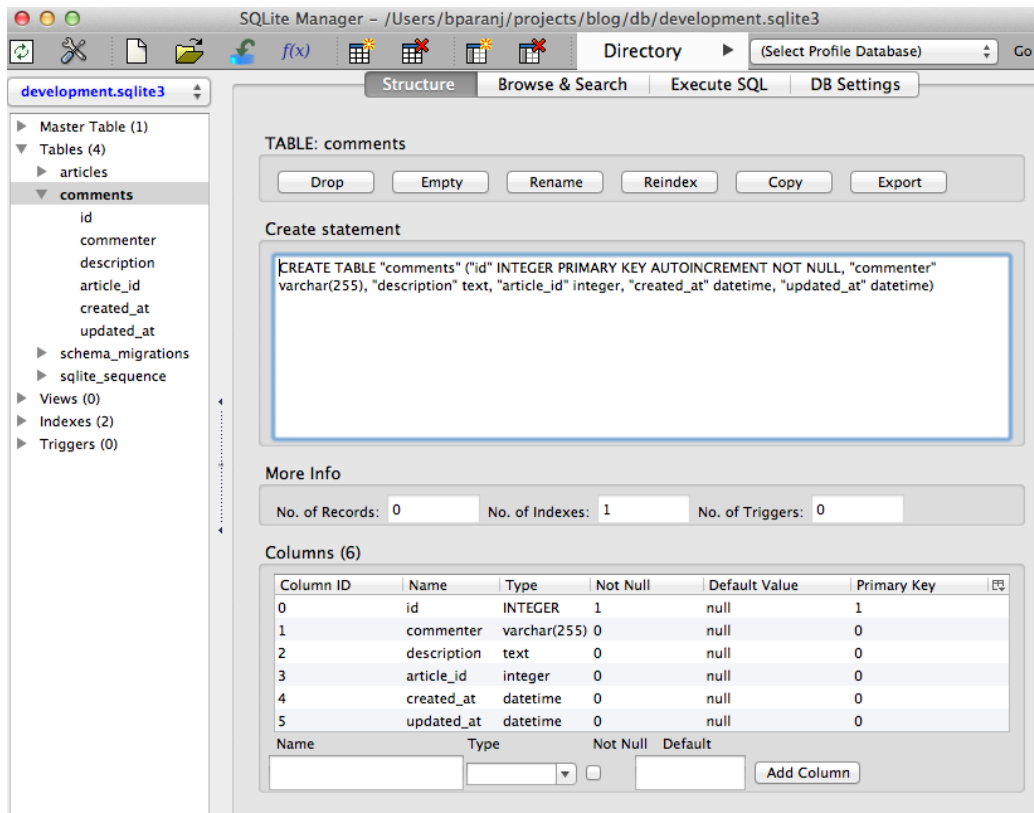 SQLite Manager – /Users/bparanj/projects/blog/db/development.sqlite3
f(x)
Directory
(Select Profile Database)
Go
development.sqlite3
Structure
Browse & Search
Execute SQL
DB Settings
Master Table (1)
Tables (4)
articles
comments
id
commenter
description
article_id
created_at
updated_at
schema_migrations
sqlite_sequence
Views (0)
Indexes (2)
Triggers (0)
TABLE: comments
Drop Empty Rename Reindex Copy Export
Create statement
CREATE TABLE "comments" ("id" INTEGER PRIMARY KEY AUTOINCREMENT NOT NULL, "commenter"
varchar(255), "description" text, "article_id" integer, "created_at" datetime, "updated_at" datetime)
More Info
No. of Records: 0 No. of Indexes: 1 No. of Triggers: 0
Columns (6)
Column ID Name Type Not Null Default Value Primary Key
0 id INTEGER 1 null 1
1 commenter varchar(255) 0 null 0
2 description text 0 null 0
3 article_id integer 0 null 0
4 created_at datetime 0 null 0
5 updated_at datetime 0 null 0
Name Type Not Null Default
Add Column